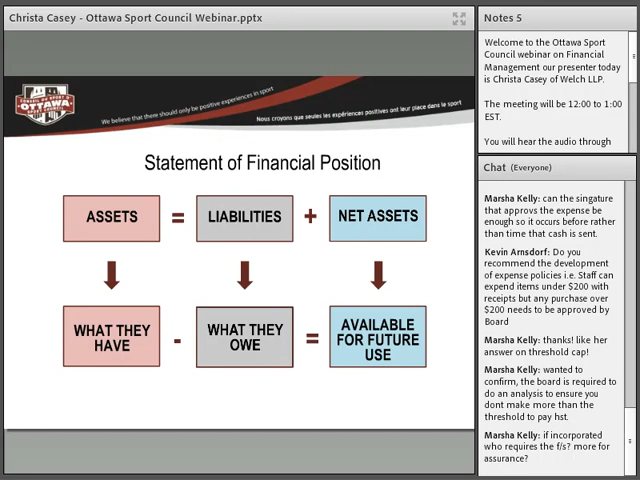 Christa Casey - Ottawa Sport Council Webinar.pptx
OTTAWA
SPORT COUNCIL
We believe that there should only be positive experiences in sport
Nous croyons que seules les expériences positives ont leur place dans le sport
Statement of Financial Position
ASSETS = LIABILITIES + NET ASSETS
WHAT THEY HAVE - WHAT THEY OWE = AVAILABLE FOR FUTURE USE
Notes 5
Welcome to the Ottawa Sport
Council webinar on Financial
Management our presenter today
is Christa Casey of Welch LLP.
The meeting will be 12:00 to 1:00
EST.
You will hear the audio through
Chat (Everyone)
Marsha Kelly: can the singature
that approves the expense be
enough so it occurs before rather
than time that cash is sent.
Kevin Arnsdorf: Do you
recommend the development
of expense policies i.e. Staff can
expend items under $200 with
receipts but any purchase over
$200 needs to be approved by
Board
Marsha Kelly: thanks! like her
answer on threshold cap!
Marsha Kelly: wanted to
confirm, the board is required to
do an analysis to ensure you
dont make more than the
threshold to pay hst.
Marsha Kelly: if incorporated
who requires the f/s? more for
assurance?